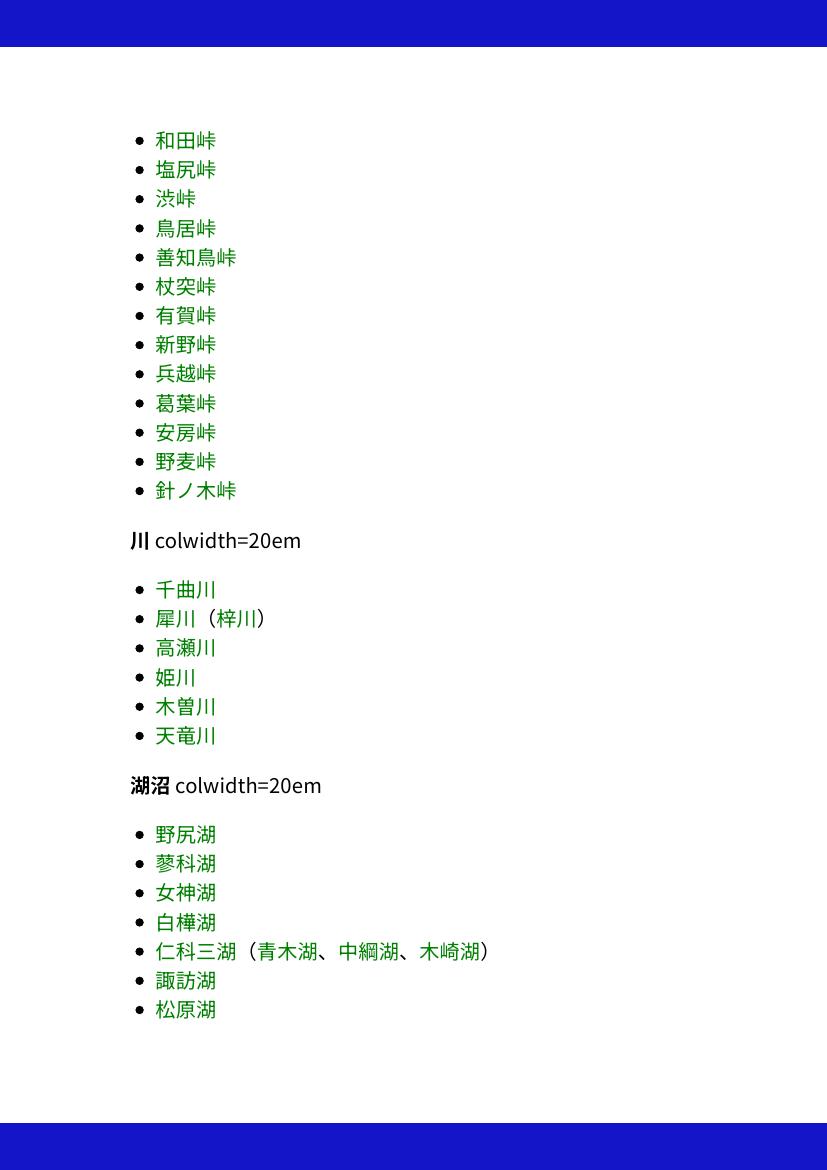 • 和田峠
• 塩尻峠
• 渋峠
• 鳥居峠
• 善知鳥峠
• 杖突峠
• 有賀峠
• 新野峠
• 兵越峠
• 葛葉峠
• 安房峠
• 野麦峠
• 針ノ木峠
川 colwidth=20em
• 千曲川
• 犀川（梓川）
• 高瀬川
• 姫川
• 木曽川
• 天竜川
湖沼 colwidth=20em
• 野尻湖
• 蓼科湖
• 女神湖
• 白樺湖
• 仁科三湖（青木湖、中綱湖、木崎湖）
• 諏訪湖
• 松原湖